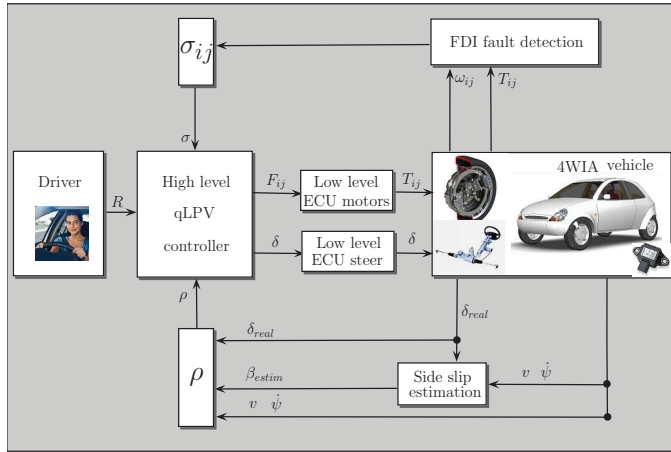 σij
FDI fault detection
ωij
Tij
σ
Driver
High level
qLPV
controller
R
Fij
Low level
ECU motors
Tij
4WIA vehicle
δ
Low level
ECU steer
δ
ρ
δreal
δreal
ρ
βestim
Side slip
estimation
v ψ̇
v ψ̇